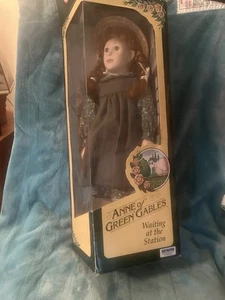 ANNE of
GREEN GABLES
Waiting
at the
Station